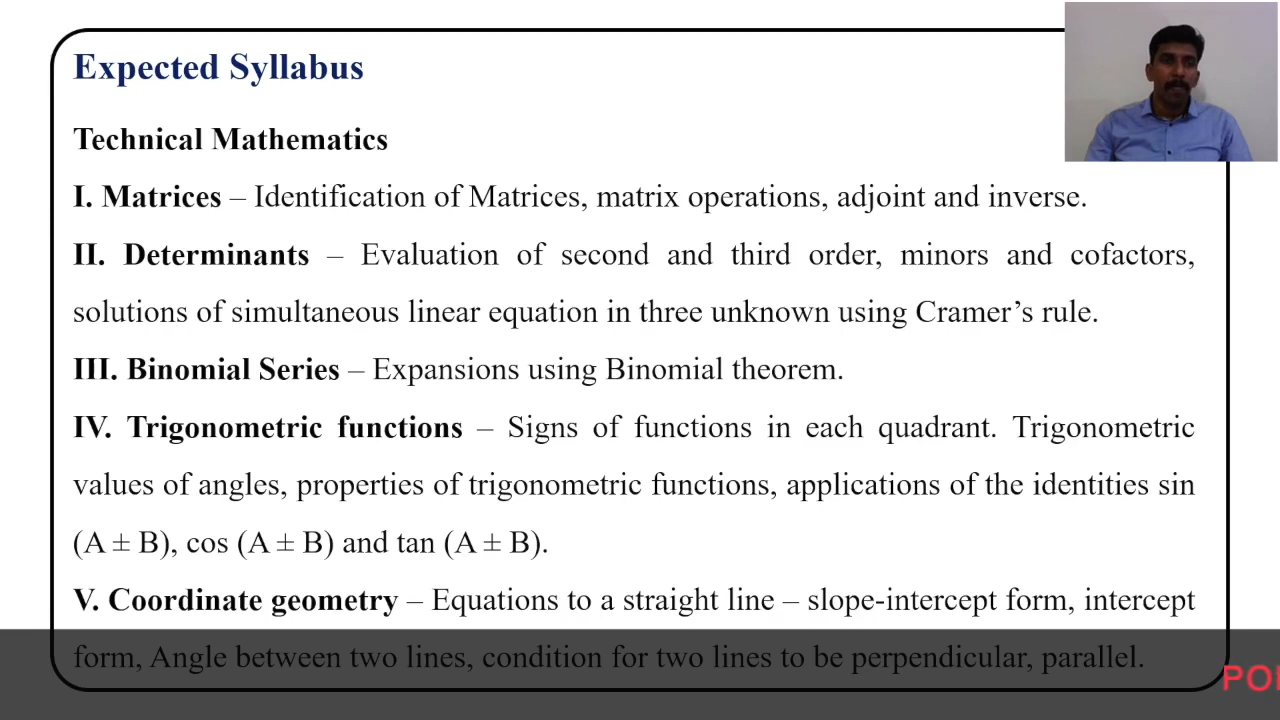 Expected Syllabus
Technical Mathematics
I. Matrices – Identification of Matrices, matrix operations, adjoint and inverse.
II. Determinants – Evaluation of second and third order, minors and cofactors,
solutions of simultaneous linear equation in three unknown using Cramer’s rule.
III. Binomial Series – Expansions using Binomial theorem.
IV. Trigonometric functions – Signs of functions in each quadrant. Trigonometric
values of angles, properties of trigonometric functions, applications of the identities sin
(A ± B), cos (A ± B) and tan (A ± B).
V. Coordinate geometry – Equations to a straight line – slope-intercept form, intercept
form, Angle between two lines, condition for two lines to be perpendicular, parallel.